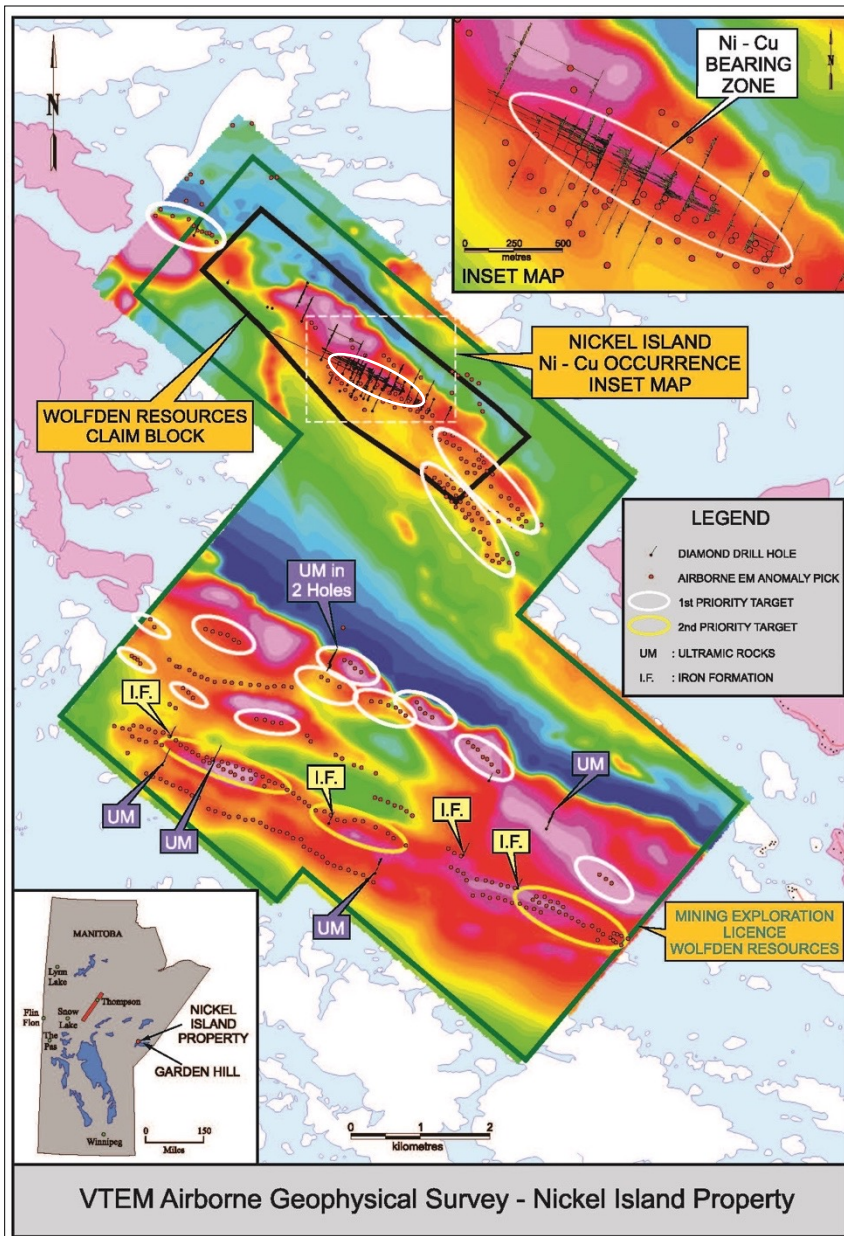 N
Ni - Cu
BEARING
ZONE
N
0 250 500
metres
INSET MAP
NICKEL ISLAND
Ni - Cu OCCURRENCE
INSET MAP
WOLFDEN RESOURCES
CLAIM BLOCK
LEGEND
DIAMOND DRILL HOLE
AIRBORNE EM ANOMALY PICK
1st PRIORITY TARGET
2nd PRIORITY TARGET
UM : ULTRAMIC ROCKS
I.F. : IRON FORMATION
UM in
2 Holes
I.F.
I.F.
UM
I.F.
I.F.
UM
UM
UM
MINING EXPLORATION
LICENCE
WOLFDEN RESOURCES
MANITOBA
Lynn
Lake
Thompson
Snow
Lake
Flin
Flon
The
Pas
NICKEL
ISLAND
PROPERTY
GARDEN HILL
Winnipeg
0 150
Miles
0 1 2
kilometres
VTEM Airborne Geophysical Survey - Nickel Island Property